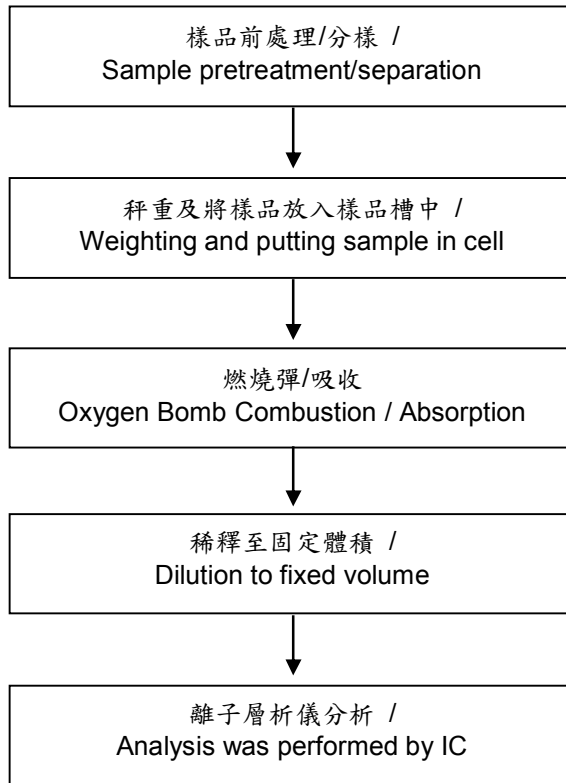 樣品前處理/分樣 /
Sample pretreatment/separation
秤重及將樣品放入樣品槽中 /
Weighting and putting sample in cell
燃燒彈/吸收
Oxygen Bomb Combustion / Absorption
稀釋至固定體積 /
Dilution to fixed volume
離子層析儀分析 /
Analysis was performed by IC